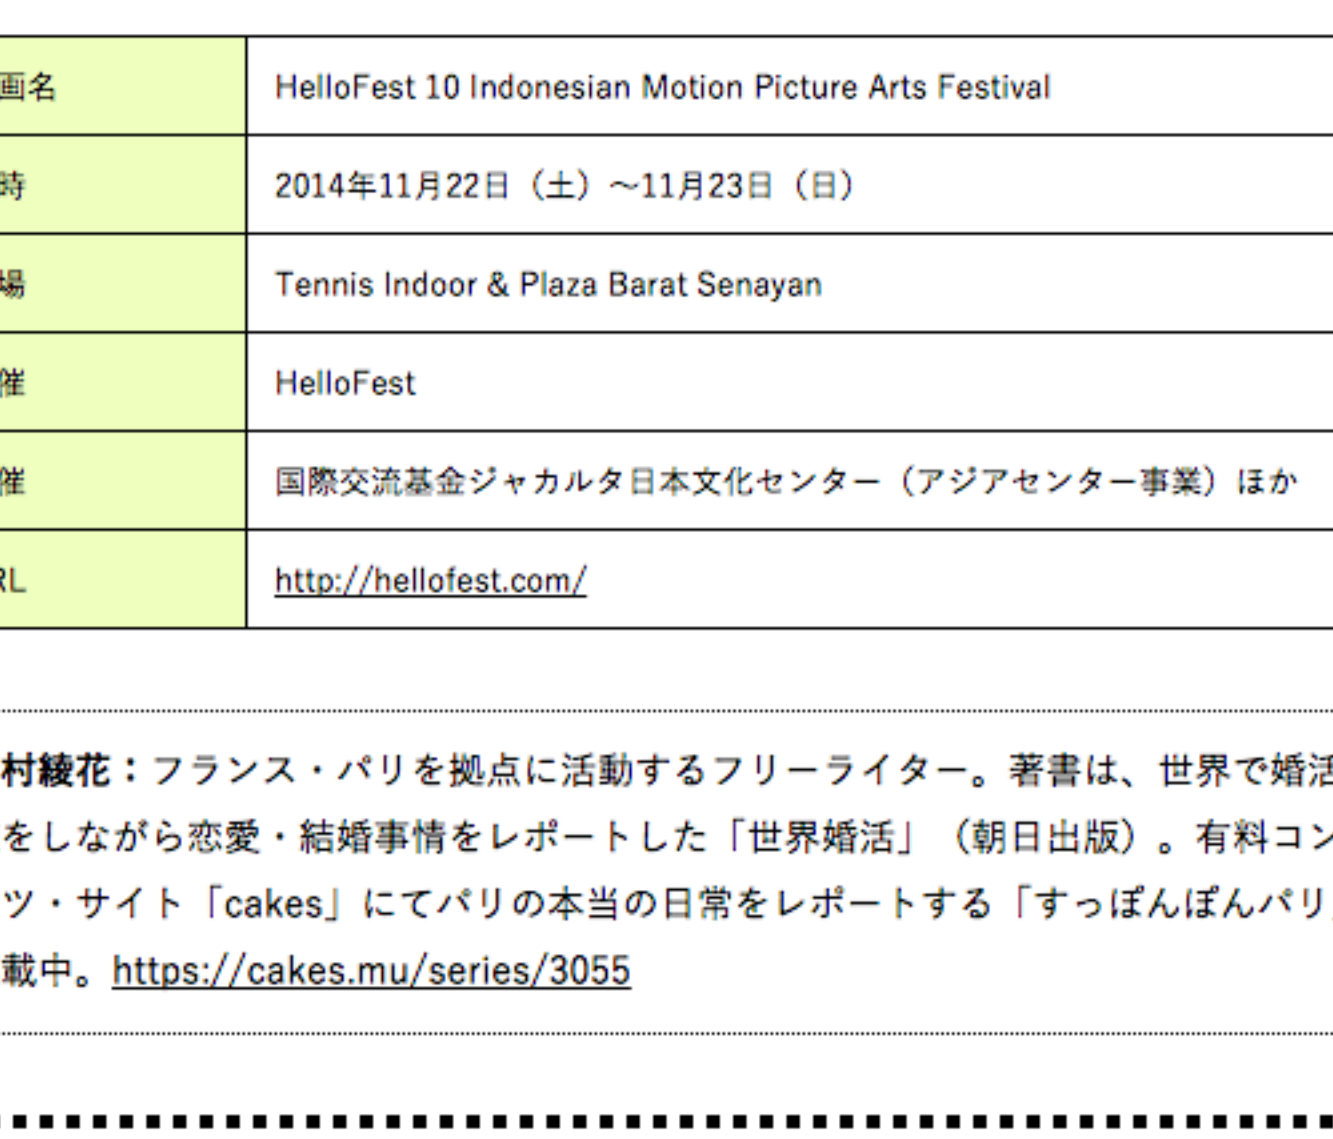 画名 HelloFest 10 Indonesian Motion Picture Arts Festival
時 2014年11月22日（土）〜11月23日（日）
場 Tennis Indoor & Plaza Barat Senayan
催 HelloFest
催 国際交流基金ジャカルタ日本文化センター（アジアセンター事業）ほか
RL http://hellofest.com/
村綾花：フランス・パリを拠点に活動するフリーライター。著書は、世界で婚活
をしながら恋愛・結婚事情をレポートした「世界婚活」（朝日出版）。有料コン
ツ・サイト「cakes」にてパリの本当の日常をレポートする「すっぽんぽんパリ」
載中。https://cakes.mu/series/3055